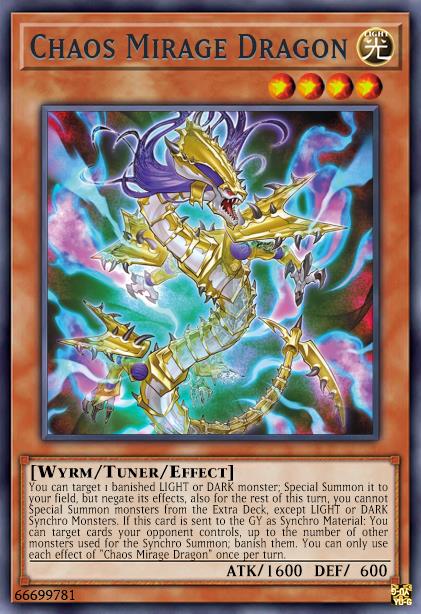 CHAOS MIRAGE DRAGON
LIGHT
光
[WYRM/TUNER/EFFECT]
You can target 1 banished LIGHT or DARK monster; Special Summon it to
your field, but negate its effects, also for the rest of this turn, you cannot
Special Summon monsters from the Extra Deck, except LIGHT or DARK
Synchro Monsters. If this card is sent to the GY as Synchro Material: You
can target cards your opponent controls, up to the number of other
monsters used for the Synchro Summon; banish them. You can only use
each effect of "Chaos Mirage Dragon" once per turn.
ATK/1600 DEF/ 600
66699781